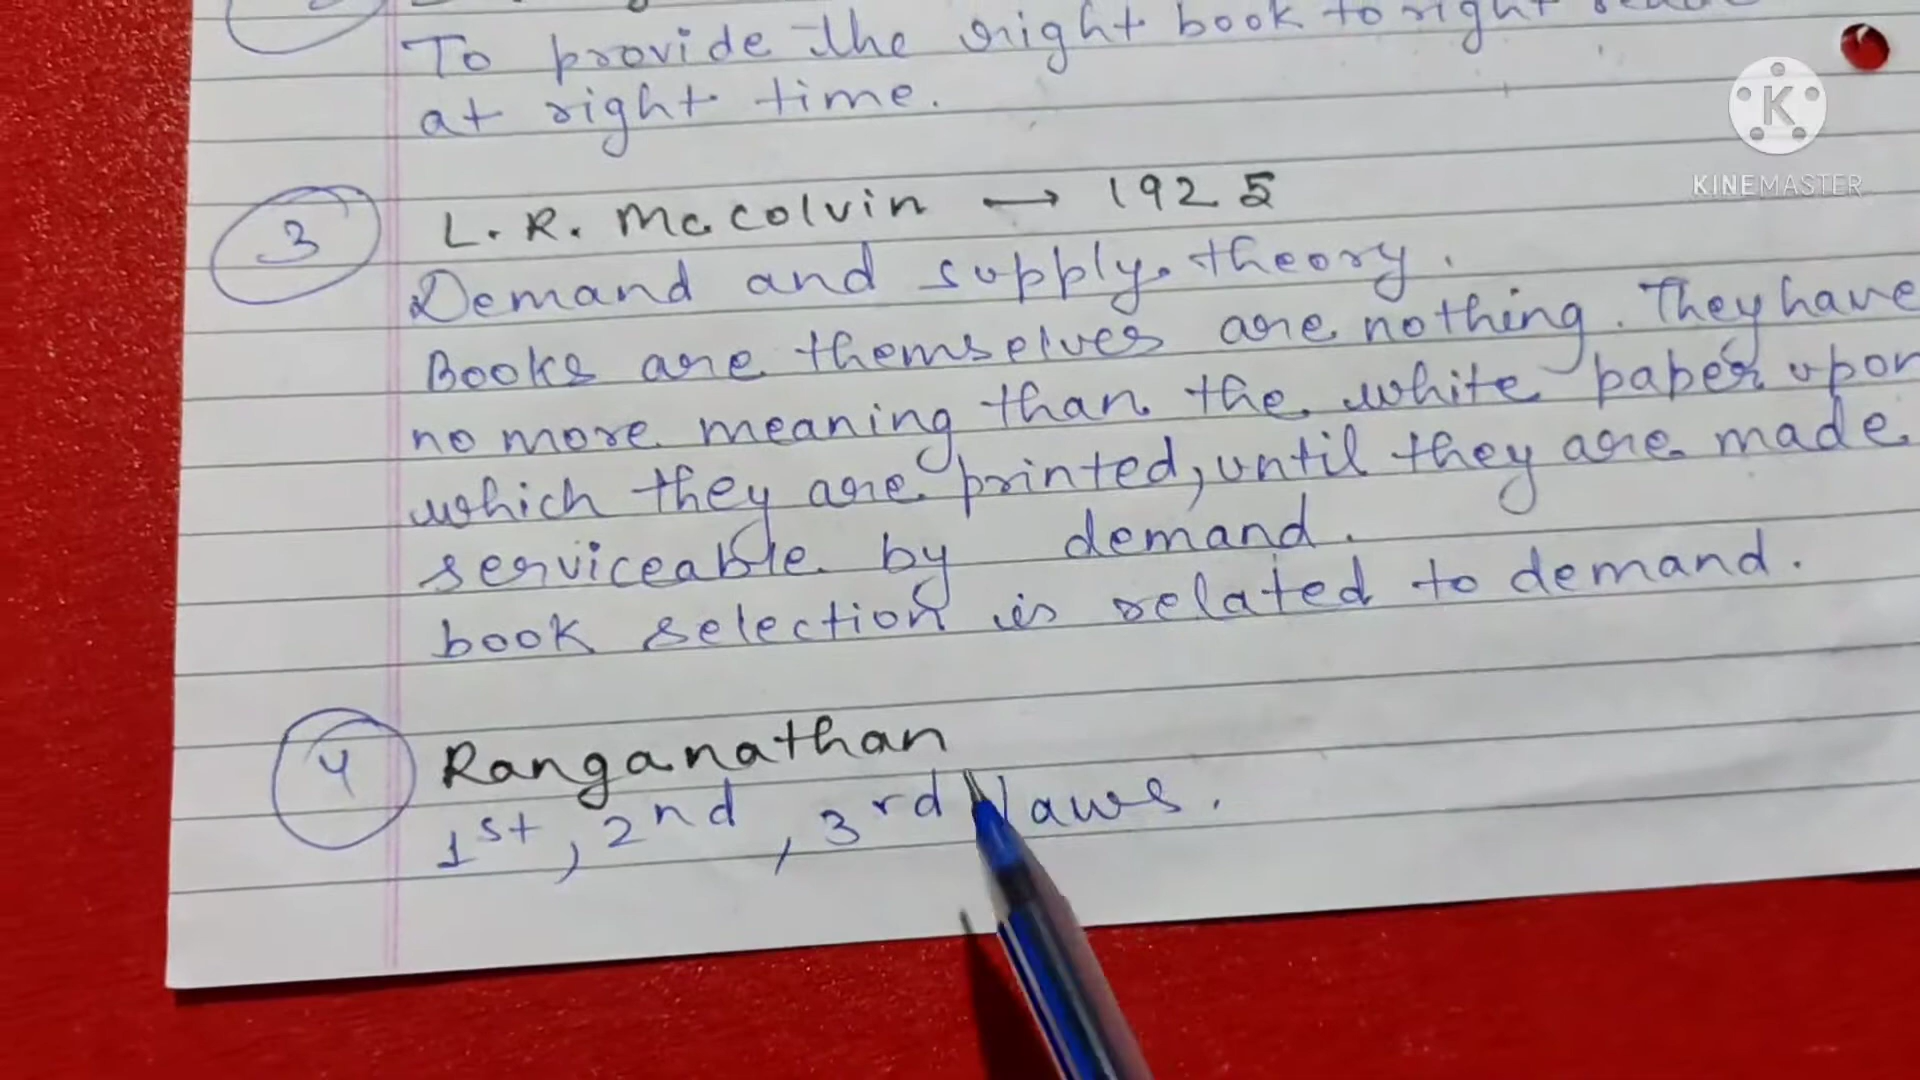 To provide the right book to right
at right time.
3 L. R. Mc. colvin → 1925
Demand and supply theory.
Books are themselves are nothing. They have
no more meaning than the white paper upon
which they are printed, until they are made
serviceable by demand.
book selection is related to demand.
4 Ranganathan
1st, 2nd, 3rd laws.
K
KINEMASTER